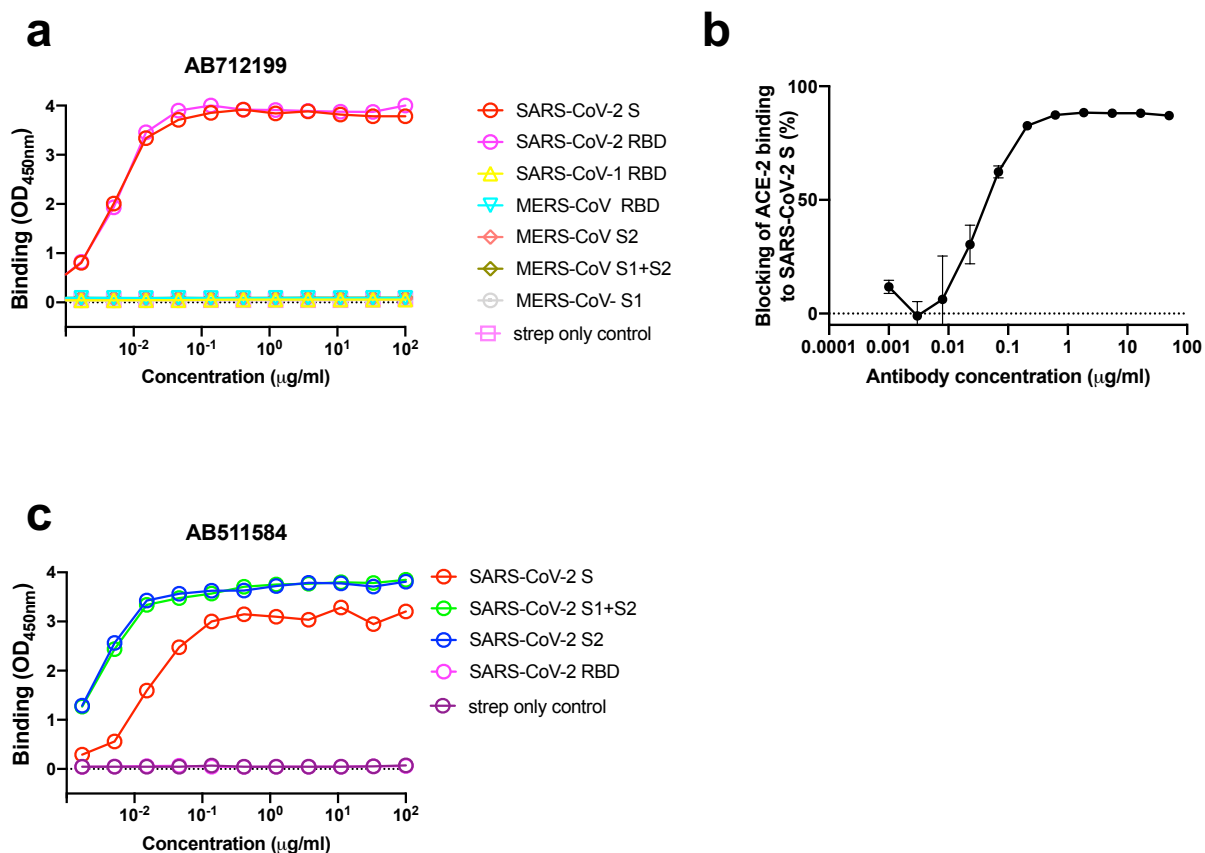 a
AB712199
Binding (OD450nm)
4
3
2
1
0
10-2
10-1
100
101
102
Concentration (μg/ml)
SARS-CoV-2 S
SARS-CoV-2 RBD
SARS-CoV-1 RBD
MERS-CoV RBD
MERS-CoV S2
MERS-CoV S1+S2
MERS-CoV- S1
strep only control
b
Blocking of ACE-2 binding
to SARS-CoV-2 S (%)
100
50
0
0.0001
0.001
0.01
0.1
1
10
100
Antibody concentration (μg/ml)
c
AB511584
Binding (OD450nm)
4
3
2
1
0
10-2
10-1
100
101
102
Concentration (μg/ml)
SARS-CoV-2 S
SARS-CoV-2 S1+S2
SARS-CoV-2 S2
SARS-CoV-2 RBD
strep only control